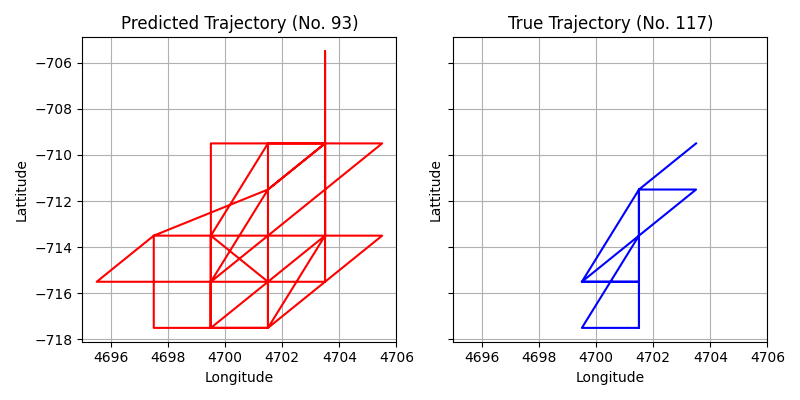 Predicted Trajectory (No. 93)
True Trajectory (No. 117)
−706
−708
−710
−712
−714
−716
−718
Lattitude
Lattitude
4696 4698 4700 4702 4704 4706
4696 4698 4700 4702 4704 4706
Longitude
Longitude